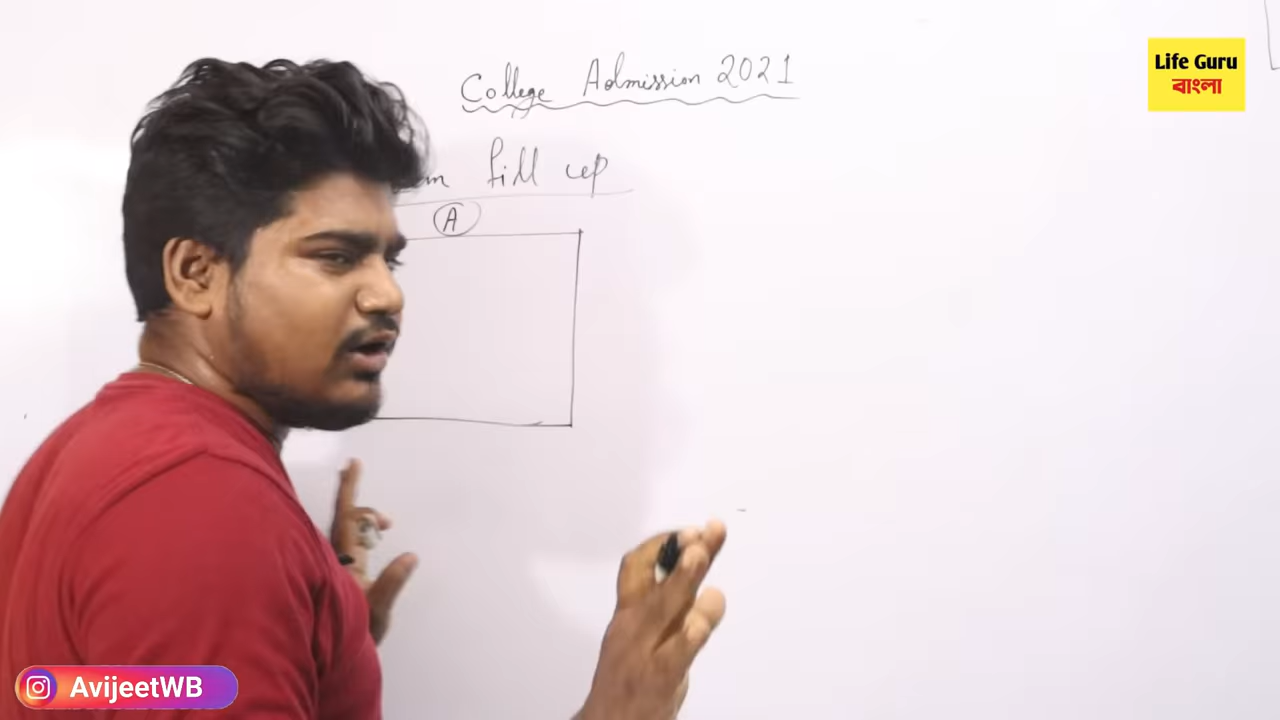 College Admission 2021
fill up
A
Life Guru
বাংলা
AvijeetWB